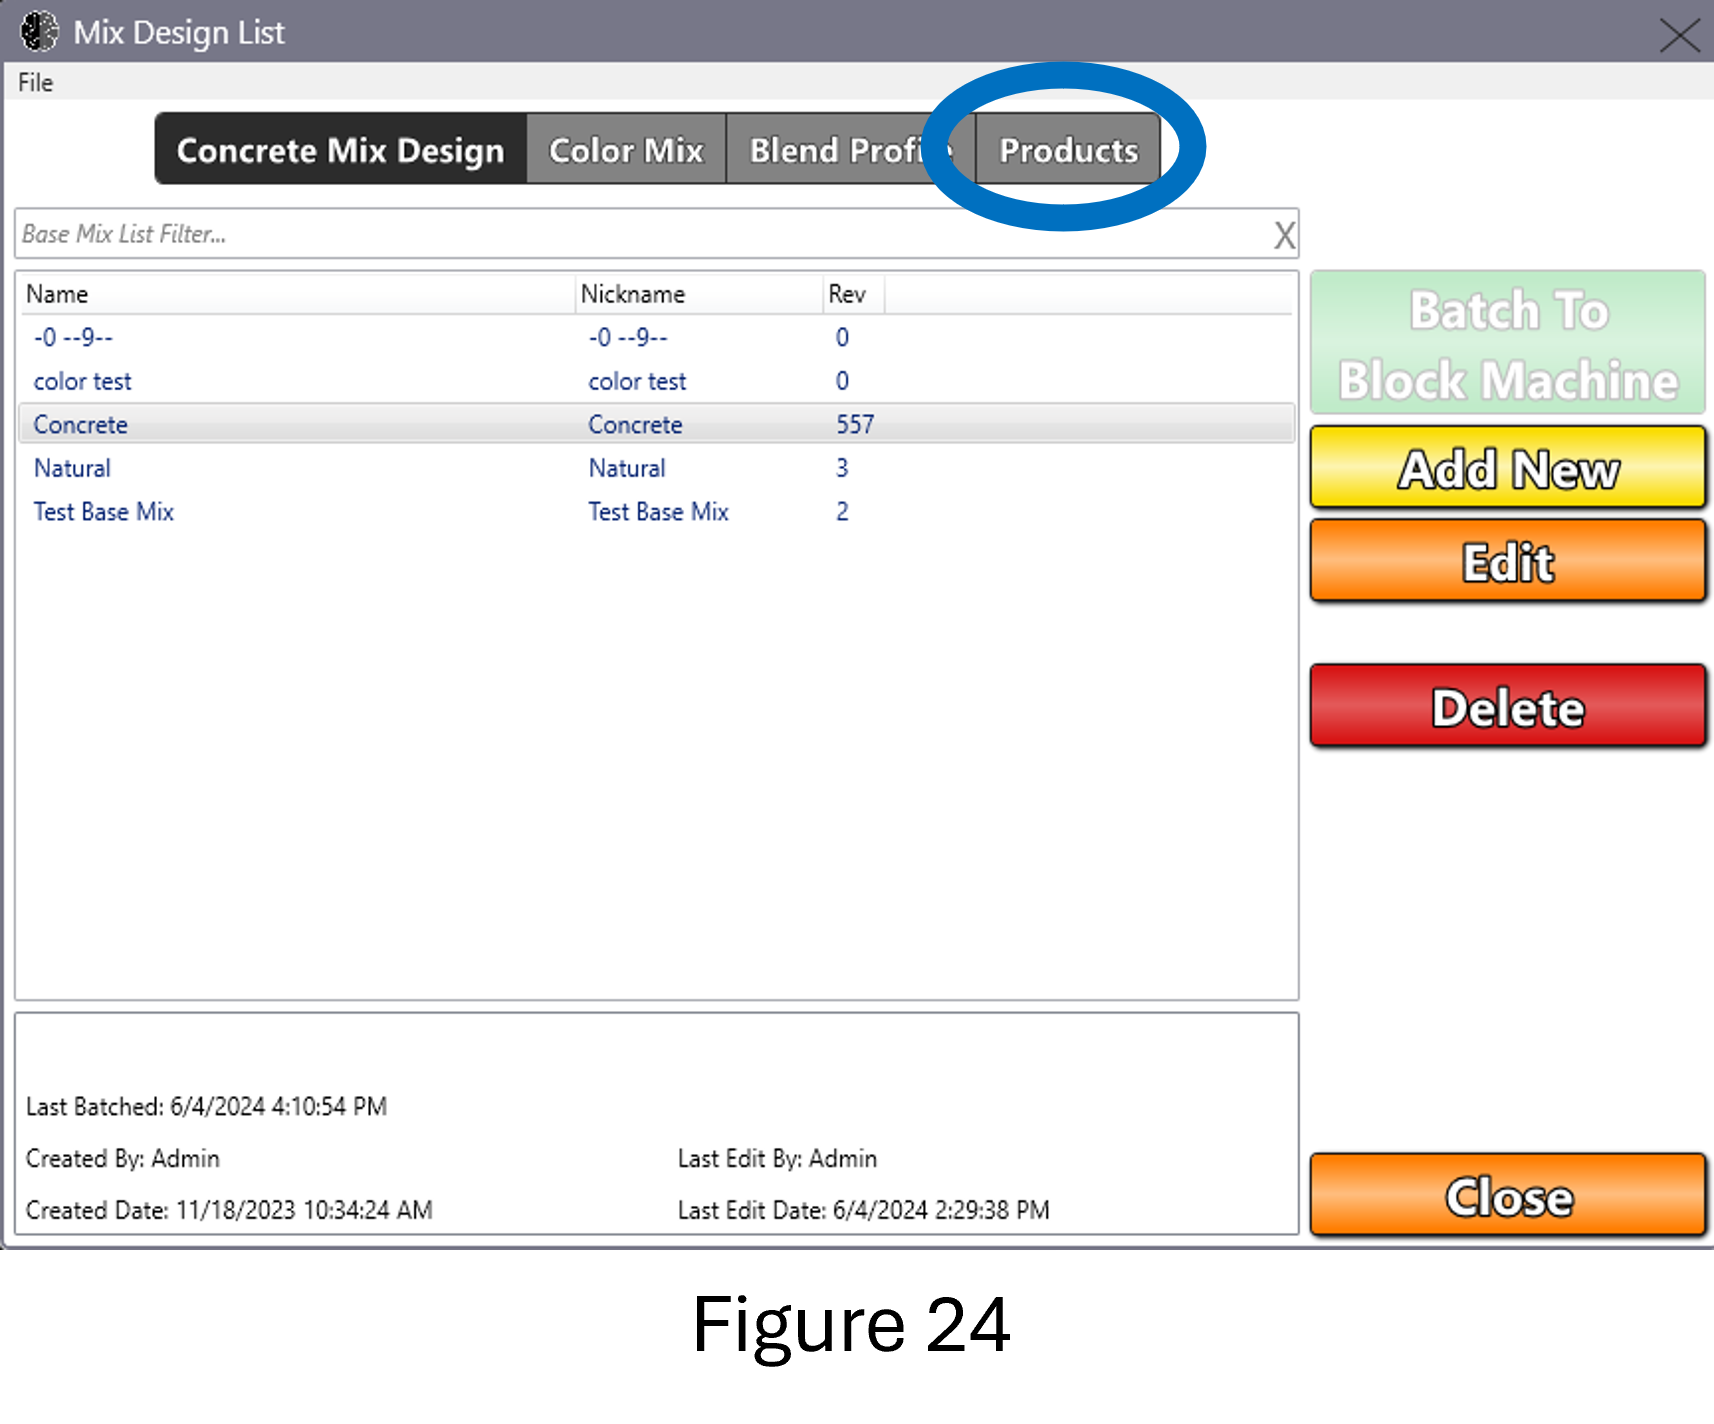 Mix Design List
File
Concrete Mix Design Color Mix Blend Profile Products
Base Mix List Filter... X
Name Nickname Rev
-0 --9-- -0 --9-- 0
color test color test 0
Concrete Concrete 557
Natural Natural 3
Test Base Mix Test Base Mix 2
Batch To
Block Machine
Add New
Edit
Delete
Last Batched: 6/4/2024 4:10:54 PM
Created By: Admin Last Edit By: Admin
Created Date: 11/18/2023 10:34:24 AM Last Edit Date: 6/4/2024 2:29:38 PM
Close
Figure 24